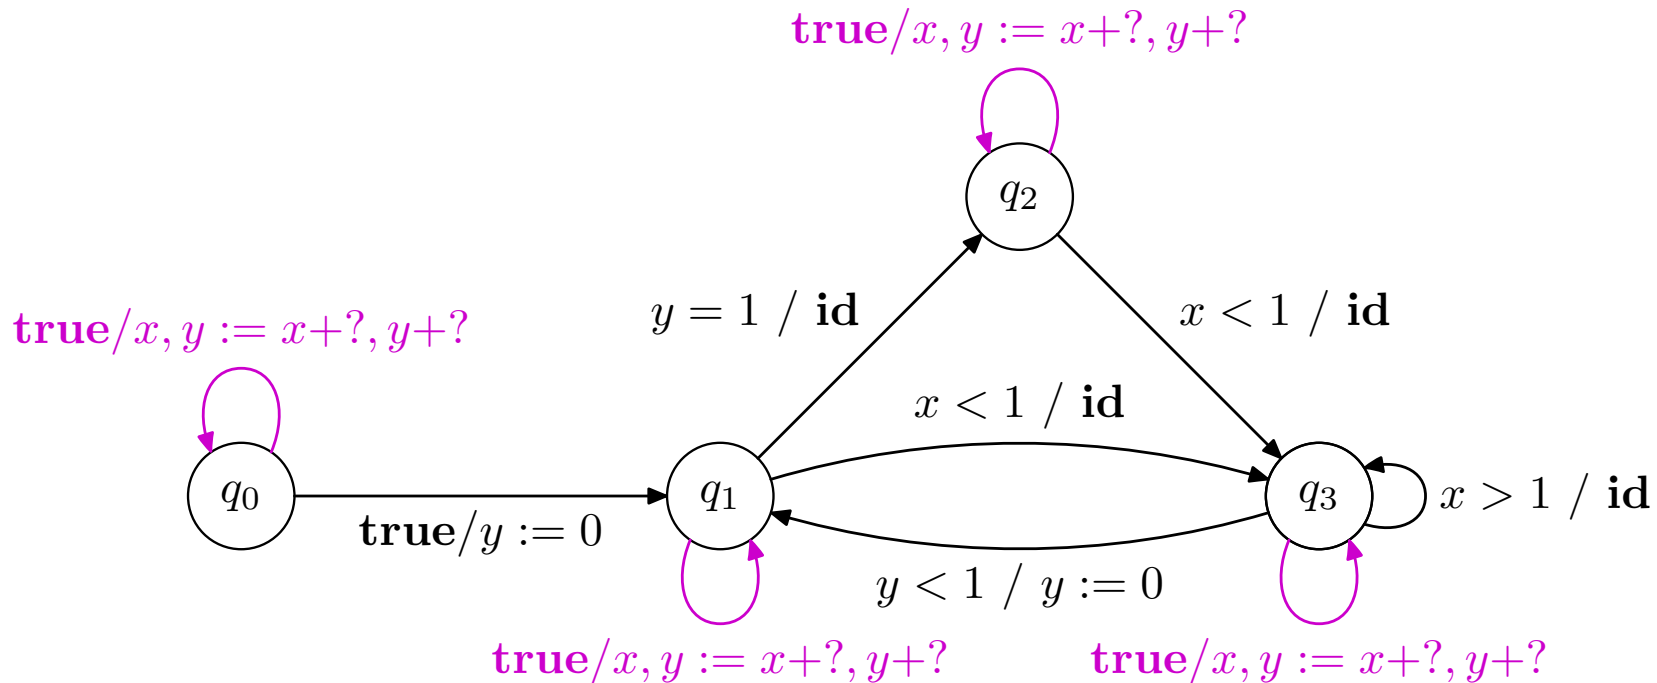 true/x, y := x+?, y+?
q₂
y = 1 / id
x < 1 / id
true/x, y := x+?, y+?
x < 1 / id
q₀
q₁
q₃
x > 1 / id
true/y := 0
y < 1 / y := 0
true/x, y := x+?, y+?
true/x, y := x+?, y+?